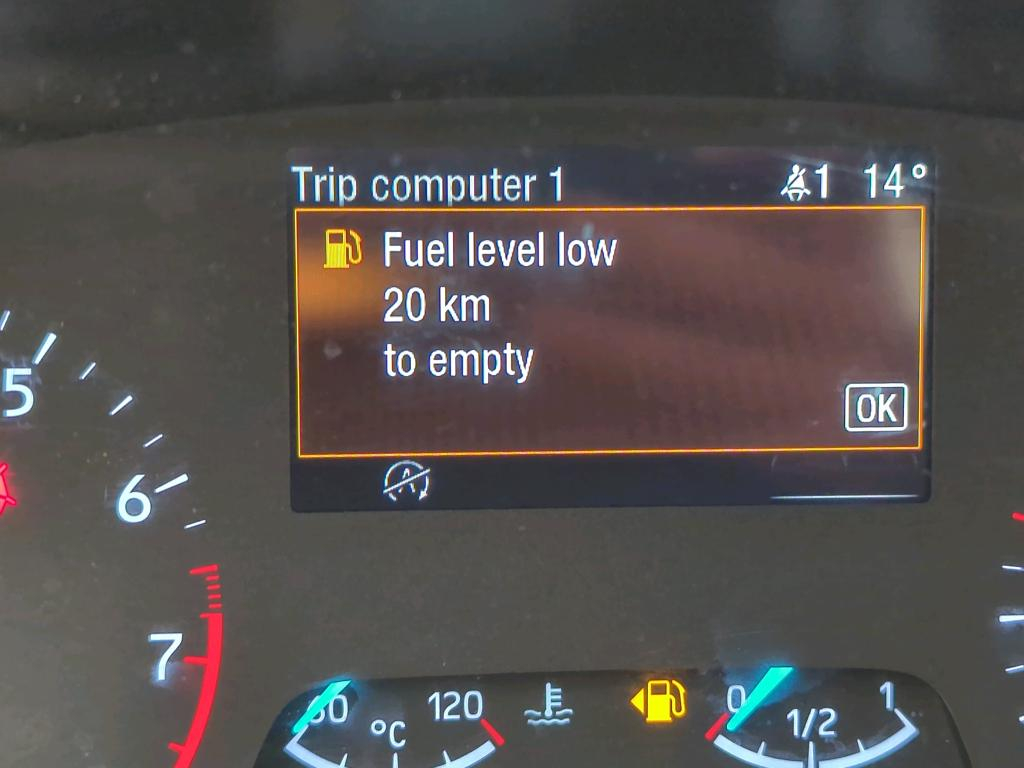 Trip computer 1 1 14°
Fuel level low
20 km
to empty
OK
A
5
6
7
60 °C 120
0 1/2 1